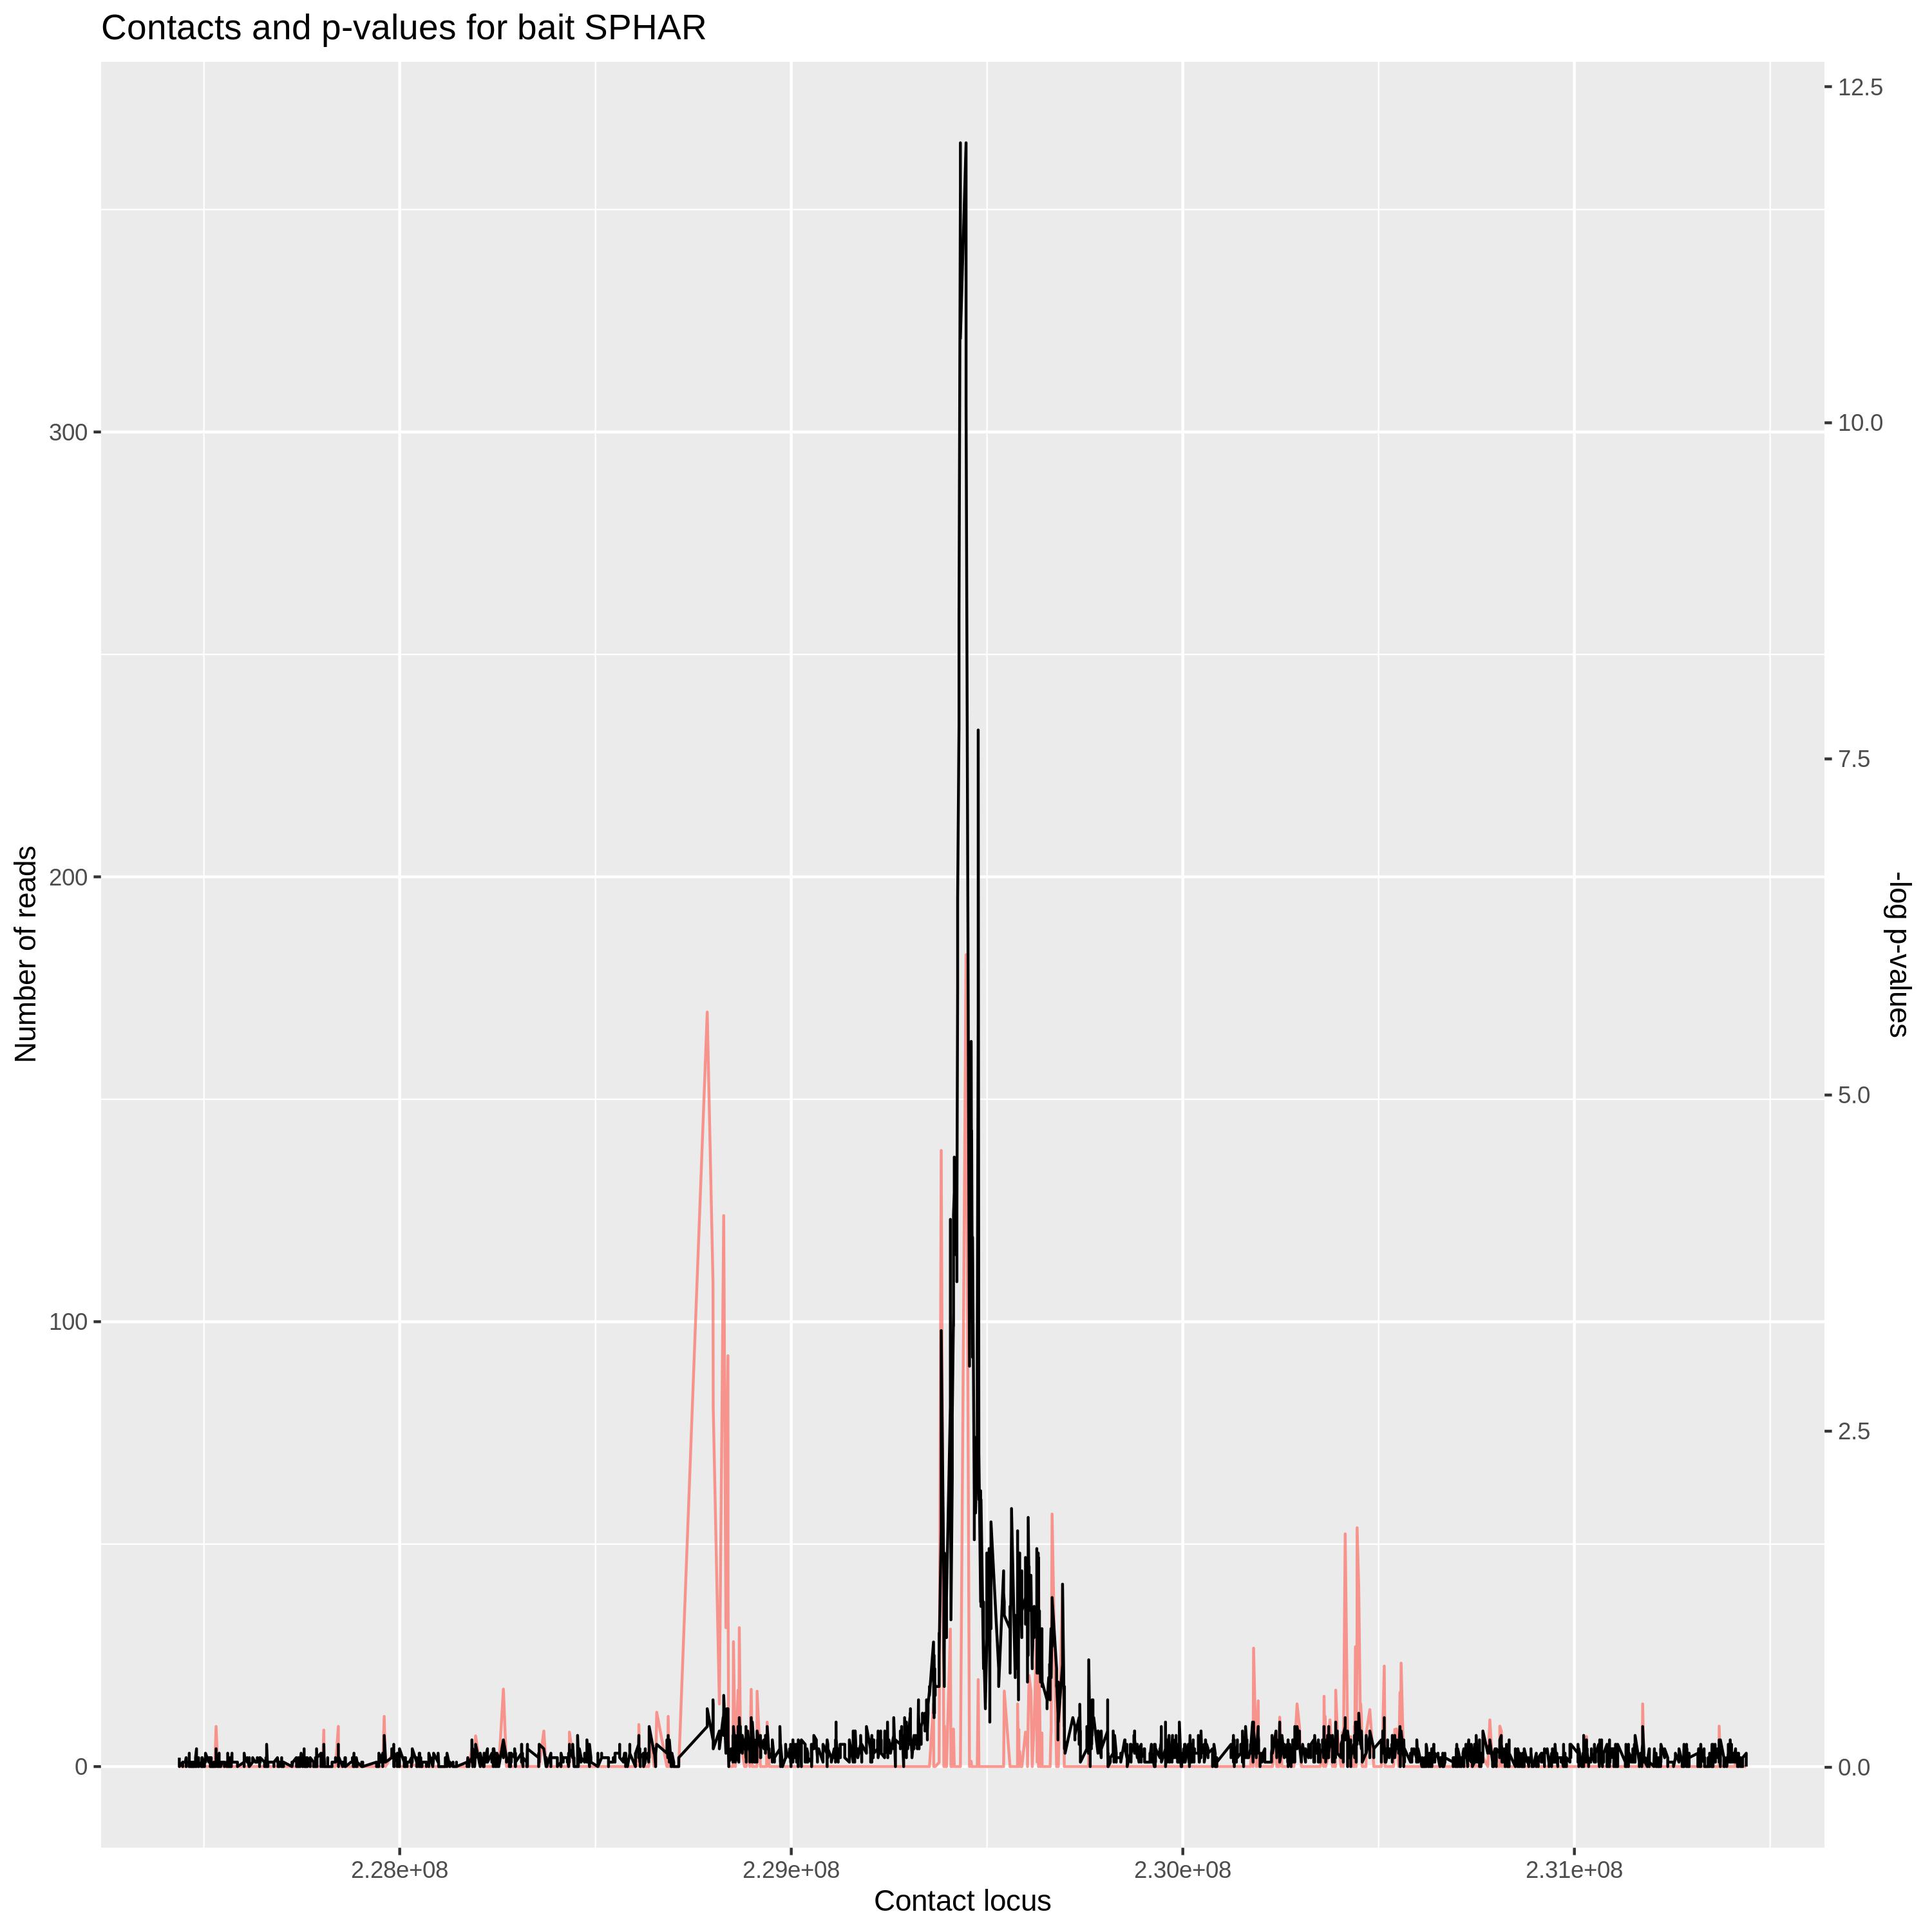 Contacts and p-values for bait SPHAR
12.5
10.0
300
7.5
200
Number of reads
-log p-values
5.0
100
2.5
0
0.0
2.28e+08
2.29e+08
2.30e+08
2.31e+08
Contact locus